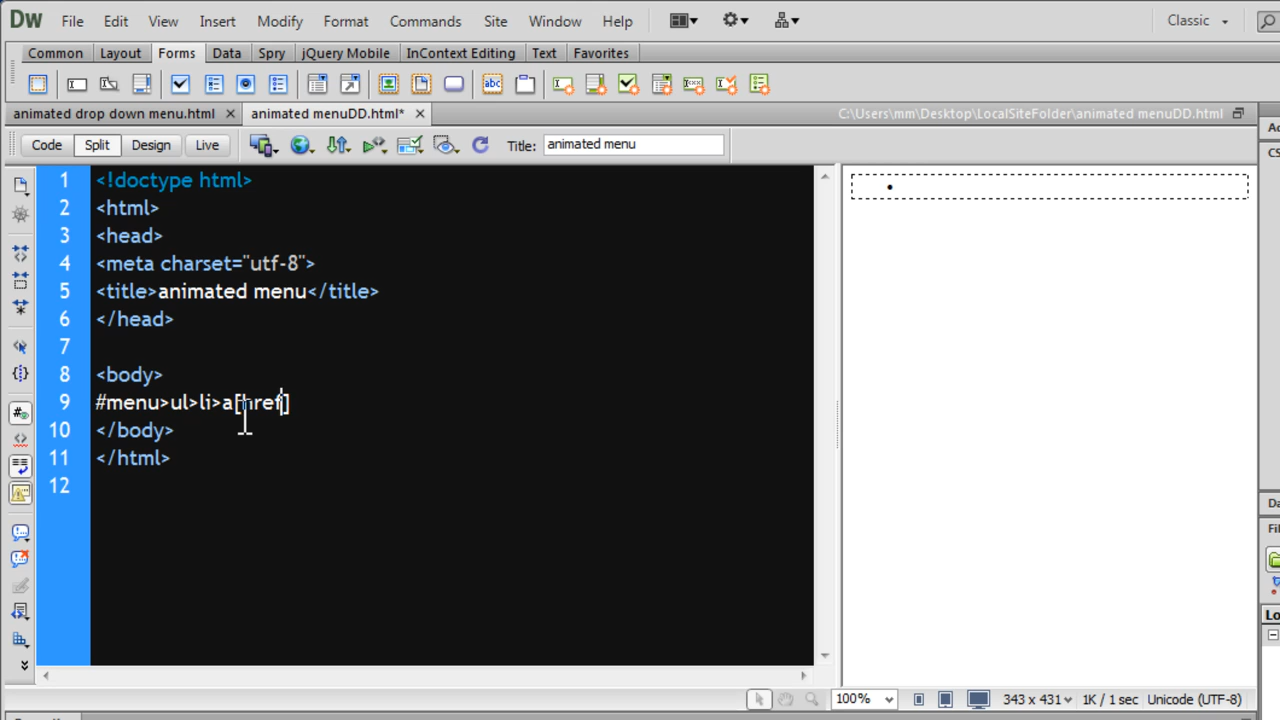 Dw File Edit View Insert Modify Format Commands Site Window Help Classic
Common Layout Forms Data Spry jQuery Mobile InContext Editing Text Favorites
animated drop down menu.html animated menuDD.html* C:\Users\mm\Desktop\LocalSiteFolder\animated menuDD.html
Code Split Design Live Title: animated menu
1 <!doctype html>
2 <html>
3 <head>
4 <meta charset="utf-8">
5 <title>animated menu</title>
6 </head>
7
8 <body>
9 #menu>ul>li>a[href]
10 </body>
11 </html>
12
100% 343 x 431 1K / 1 sec Unicode (UTF-8)